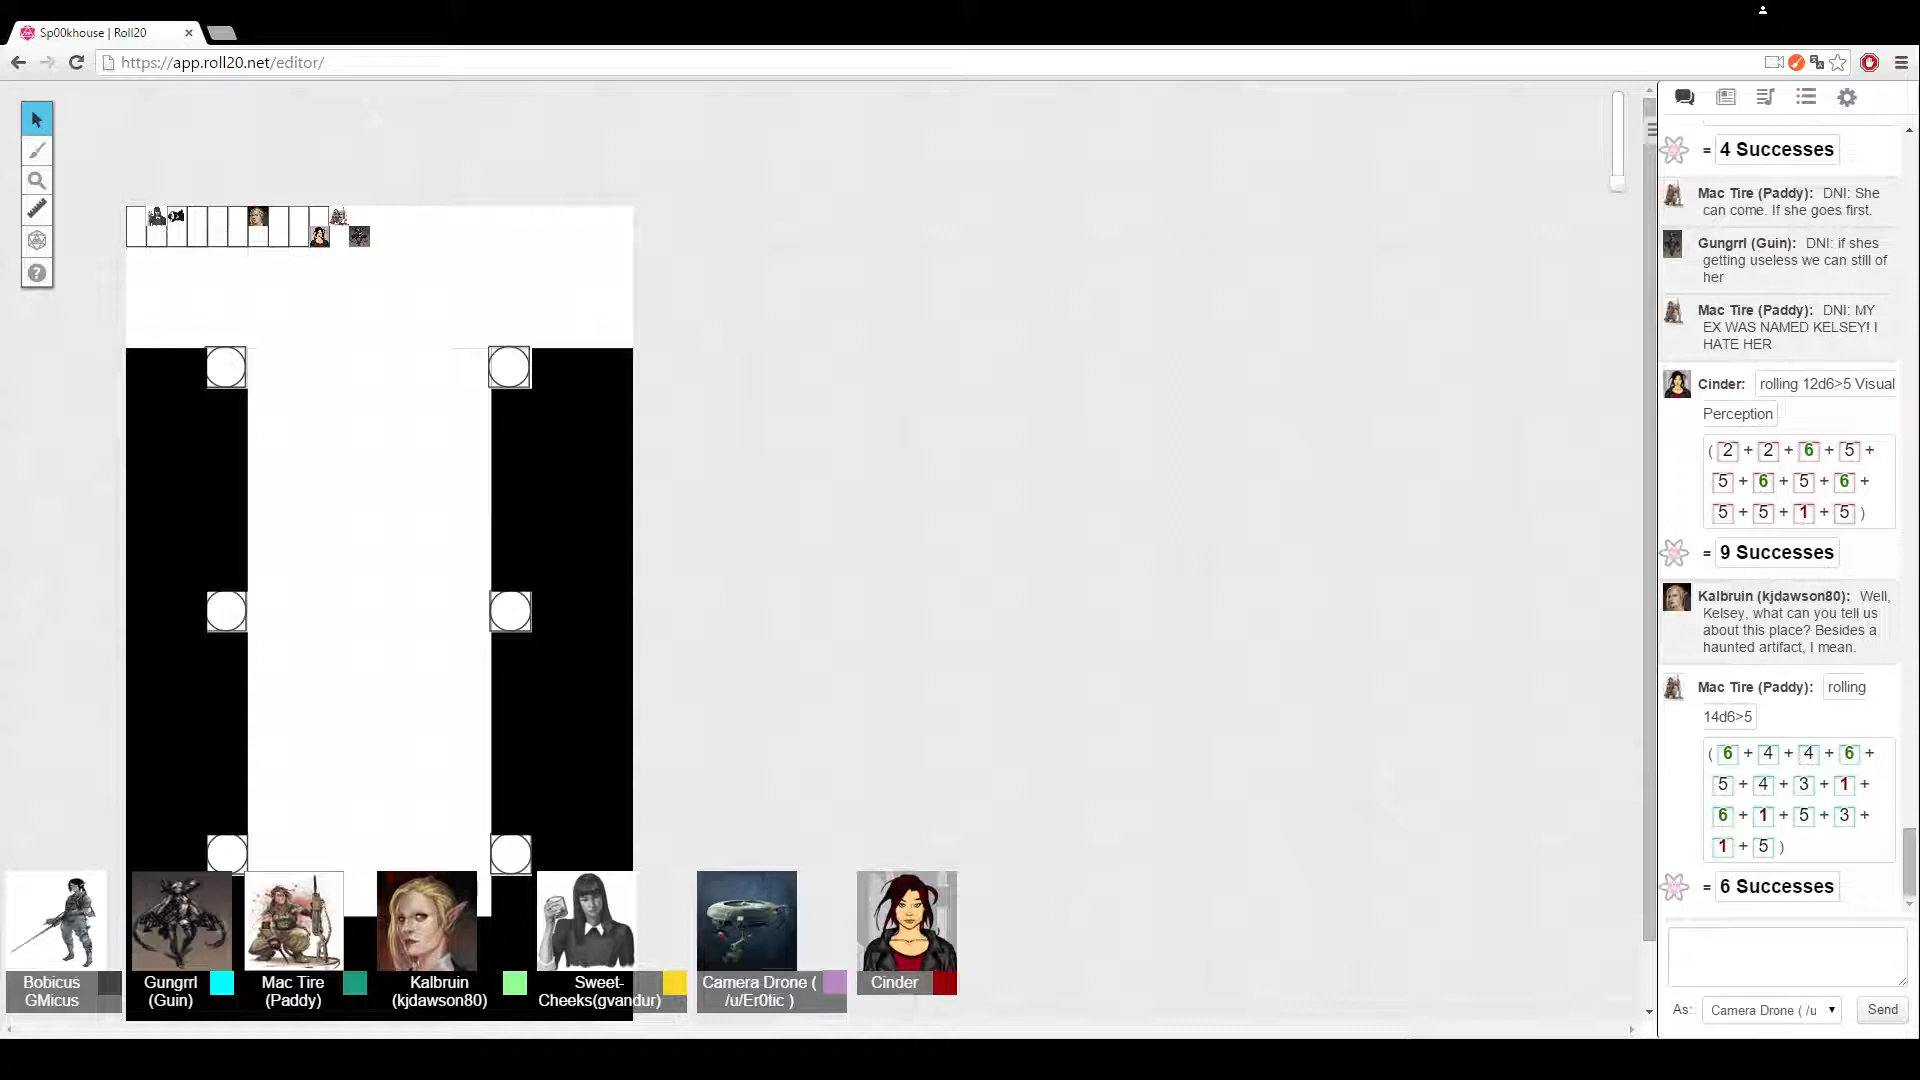 Sp00khouse | Roll20
https://app.roll20.net/editor/
= 4 Successes
Mac Tire (Paddy): DNI: She
can come. If she goes first.
Gungrrl (Guin): DNI: if shes
getting useless we can still of
her
Mac Tire (Paddy): DNI: MY
EX WAS NAMED KELSEY! I
HATE HER
Cinder: rolling 12d6>5 Visual
Perception
( 2 + 2 + 6 + 5 +
5 + 6 + 5 + 6 +
5 + 5 + 1 + 5 )
= 9 Successes
Kalbruin (kjdawson80): Well,
Kelsey, what can you tell us
about this place? Besides a
haunted artifact, I mean.
Mac Tire (Paddy): rolling
14d6>5
( 6 + 4 + 4 + 6 +
5 + 4 + 3 + 1 +
6 + 1 + 5 + 3 +
1 + 5 )
= 6 Successes
As: Camera Drone ( /u Send
Bobicus
GMicus
Gungrrl
(Guin)
Mac Tire
(Paddy)
Kalbruin
(kjdawson80)
Sweet-
Cheeks(gvandur)
Camera Drone (
/u/Er0tic )
Cinder